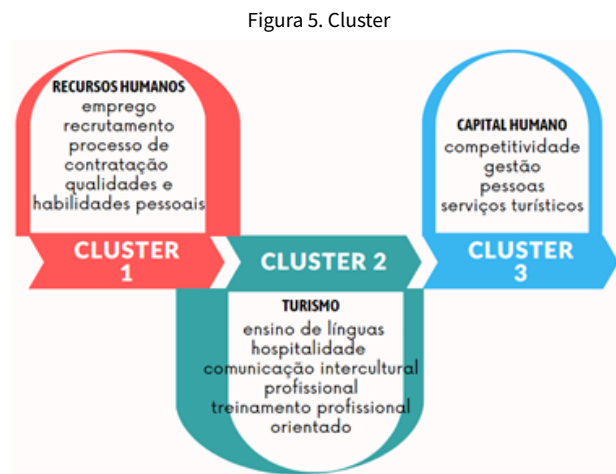 Figura 5. Cluster
RECURSOS HUMANOS
emprego
recrutamento
processo de
contratação
qualidades e
habilidades pessoais
CLUSTER
1
CLUSTER 2
TURISMO
ensino de línguas
hospitalidade
comunicação intercultural
profissional
treinamento profissional
orientado
CAPITAL HUMANO
competitividade
gestão
pessoas
serviços turísticos
CLUSTER
3